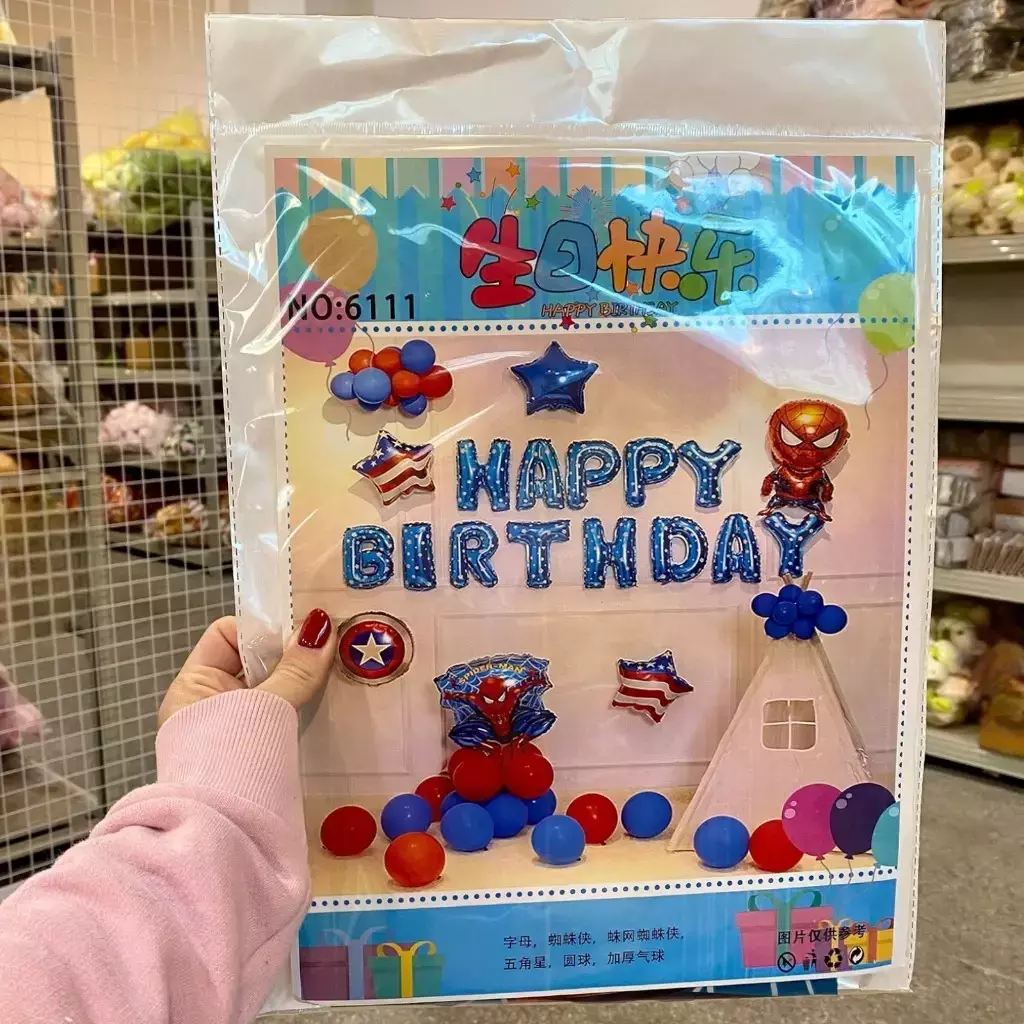 生日快乐
HAPPY BIRTHDAY
NO:6111
HAPPY
BIRTHDAY
SPIDER-MAN
字母，蜘蛛侠，蛛网蜘蛛侠，
五角星，圆球，加厚气球
图片仅供参考